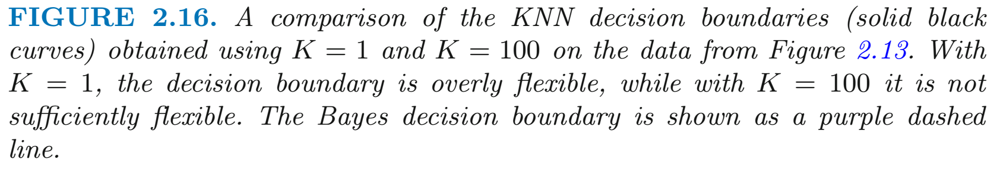 FIGURE 2.16. A comparison of the KNN decision boundaries (solid black
curves) obtained using K = 1 and K = 100 on the data from Figure 2.13. With
K = 1, the decision boundary is overly flexible, while with K = 100 it is not
sufficiently flexible. The Bayes decision boundary is shown as a purple dashed
line.